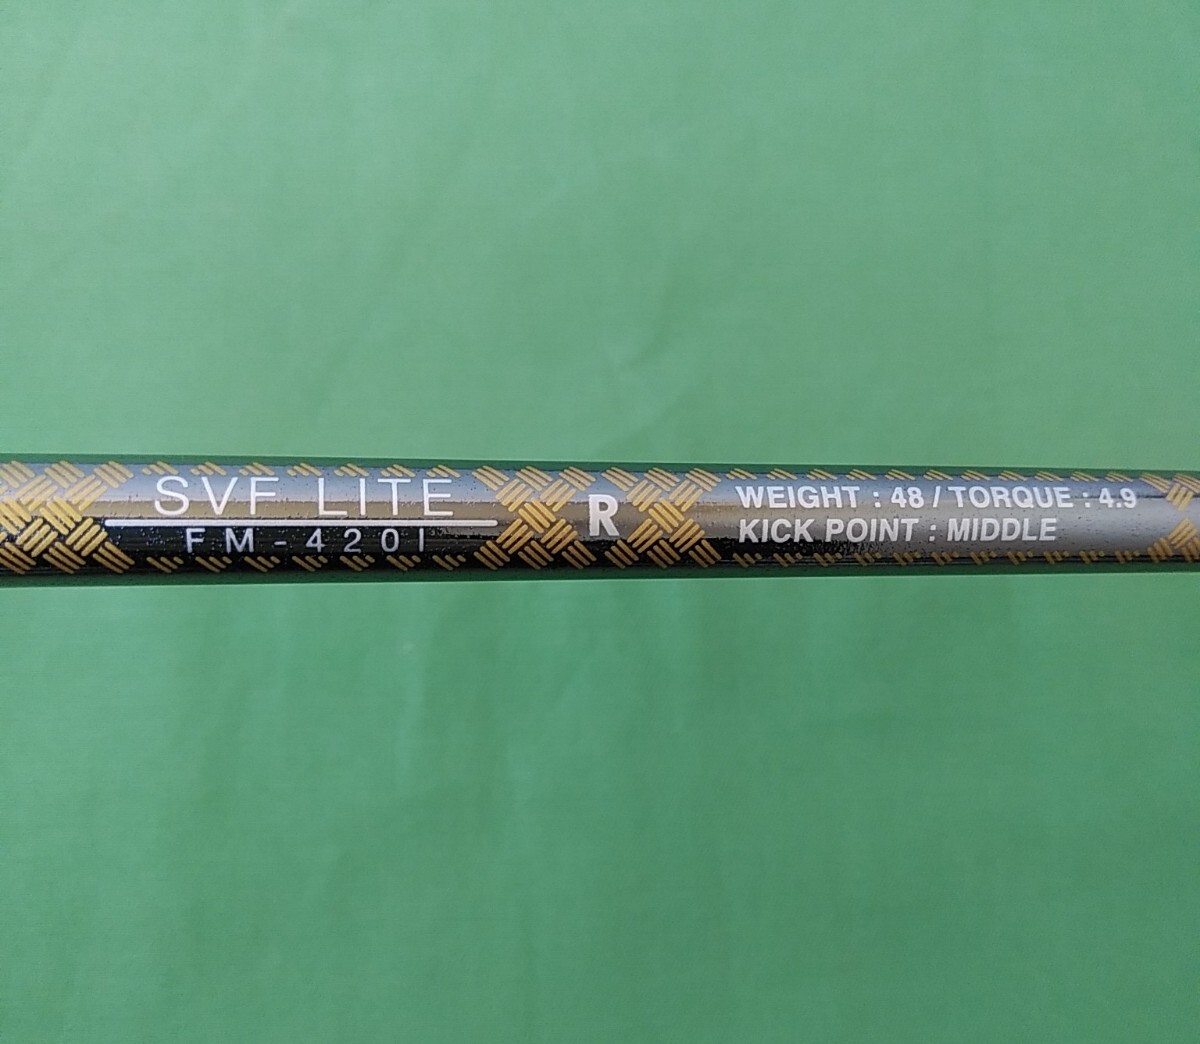 SVF LITE
FM-420I
R
WEIGHT : 48 / TORQUE : 4.9
KICK POINT : MIDDLE